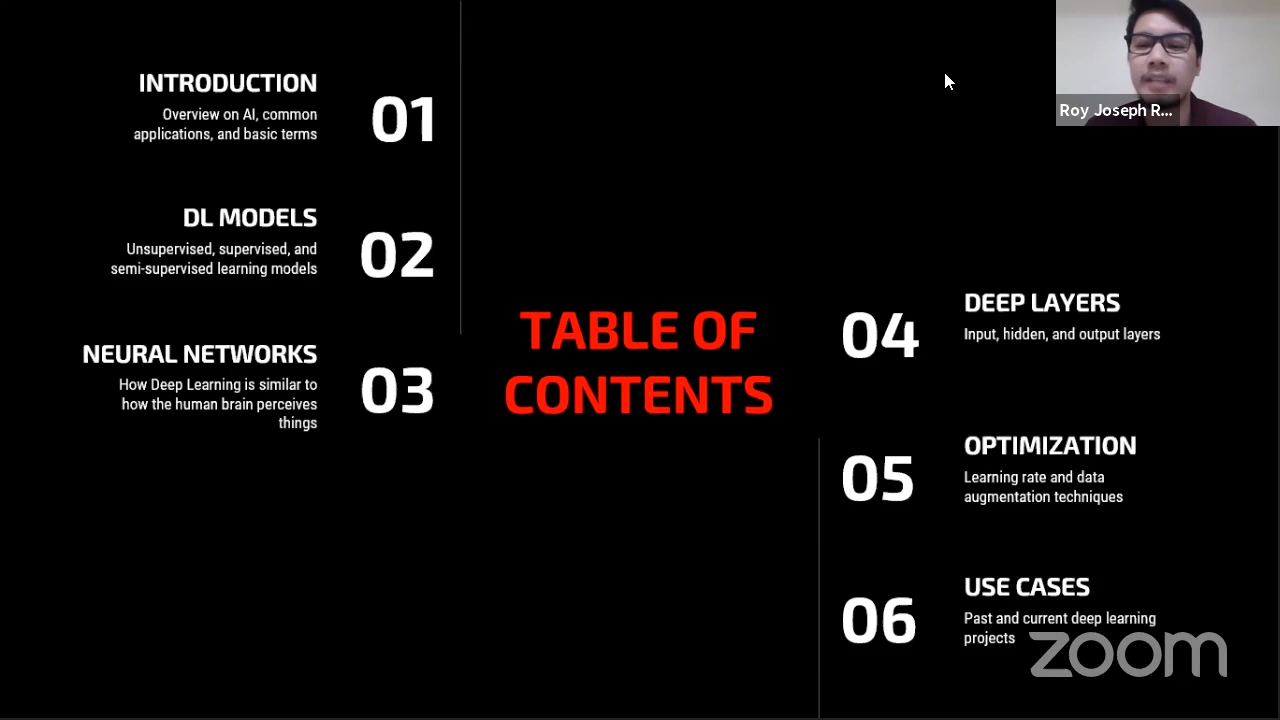 INTRODUCTION
Overview on AI, common
applications, and basic terms
01
DL MODELS
Unsupervised, supervised, and
semi-supervised learning models
02
NEURAL NETWORKS
How Deep Learning is similar to
how the human brain perceives
things
03
TABLE OF
CONTENTS
04
DEEP LAYERS
Input, hidden, and output layers
05
OPTIMIZATION
Learning rate and data
augmentation techniques
06
USE CASES
Past and current deep learning
projects
Roy Joseph R...
zoom